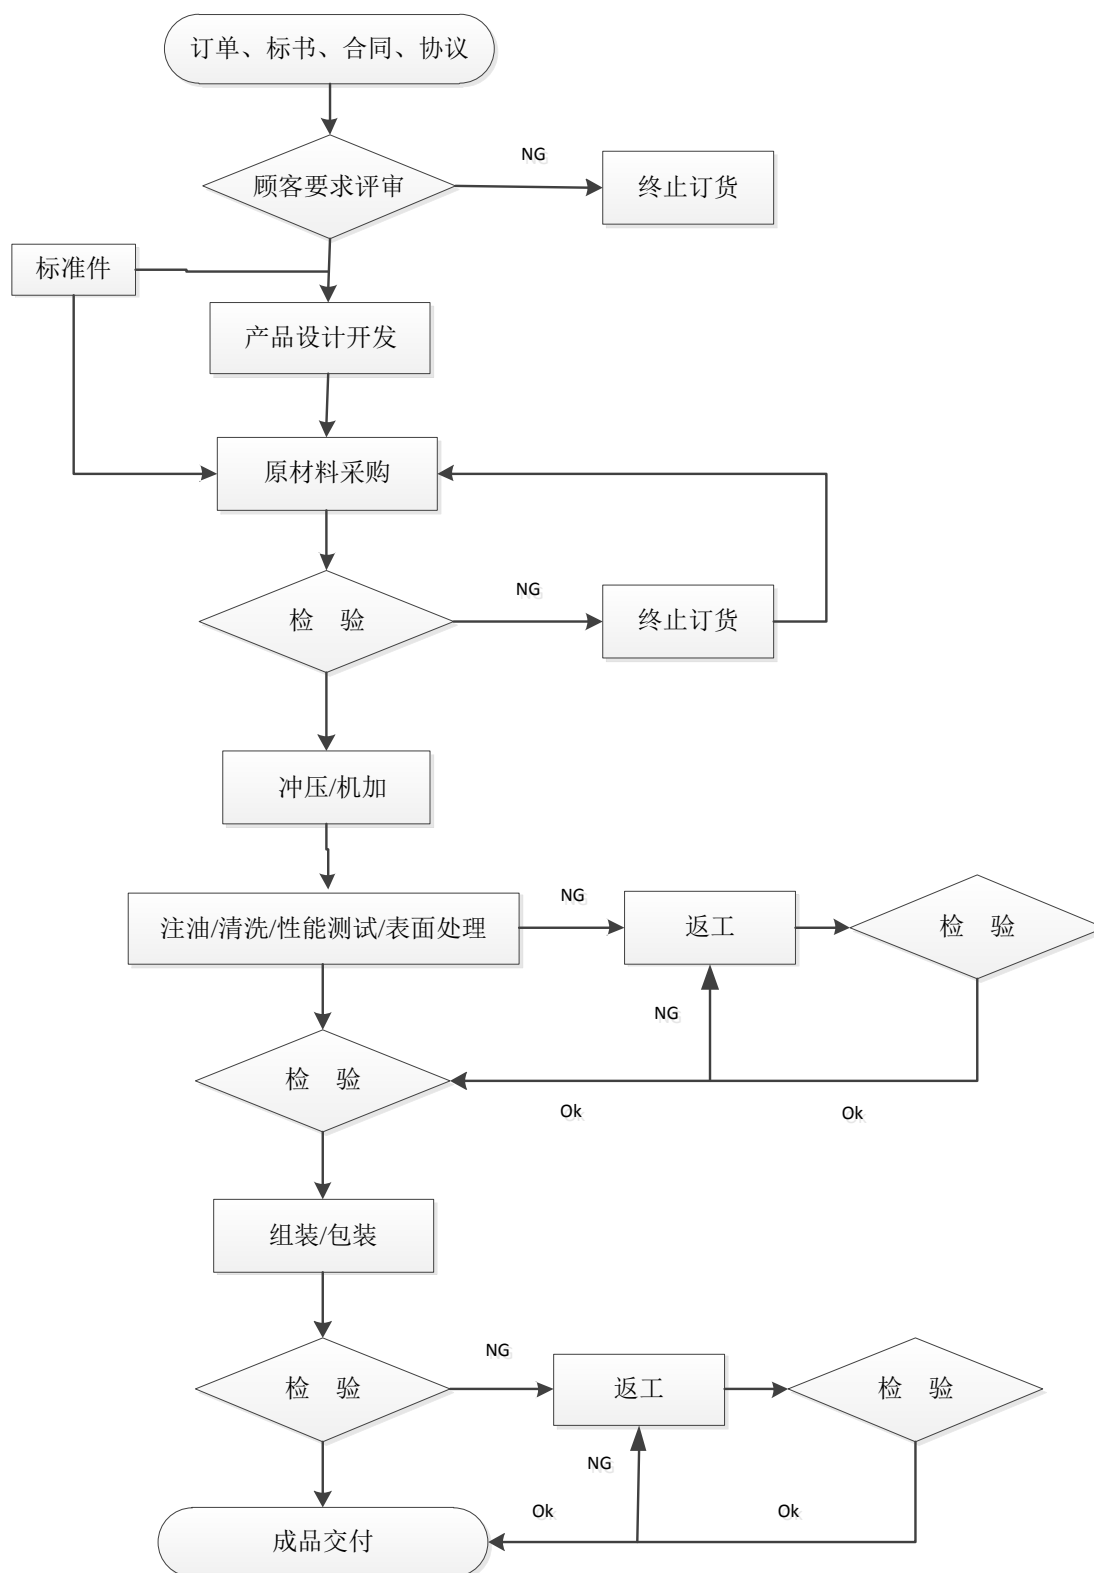 订单、标书、合同、协议
NG
顾客要求评审
终止订货
标准件
产品设计开发
原材料采购
NG
检 验
终止订货
冲压/机加
NG
注油/清洗/性能测试/表面处理
返工
检 验
NG
检 验
Ok
Ok
组装/包装
NG
检 验
返工
检 验
NG
Ok
Ok
成品交付